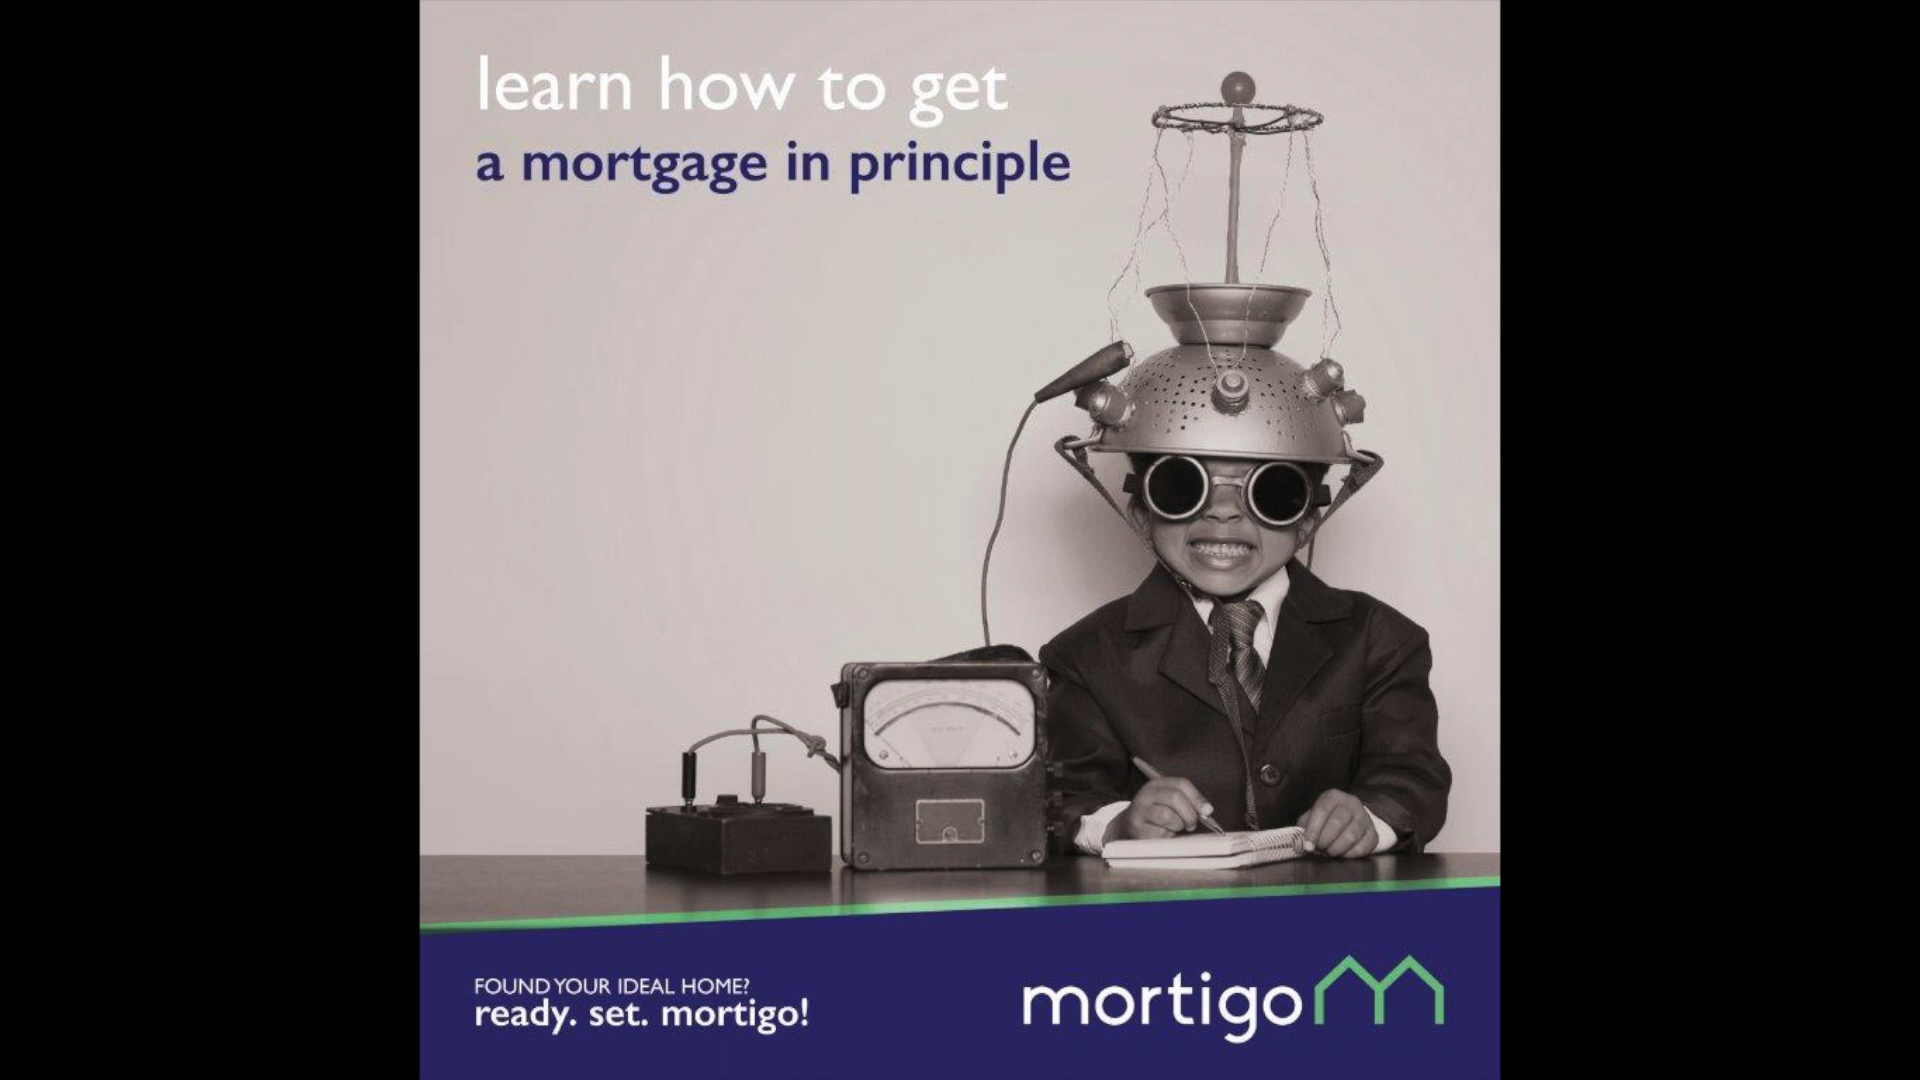 learn how to get
a mortgage in principle
FOUND YOUR IDEAL HOME?
ready. set. mortigo!
mortigo